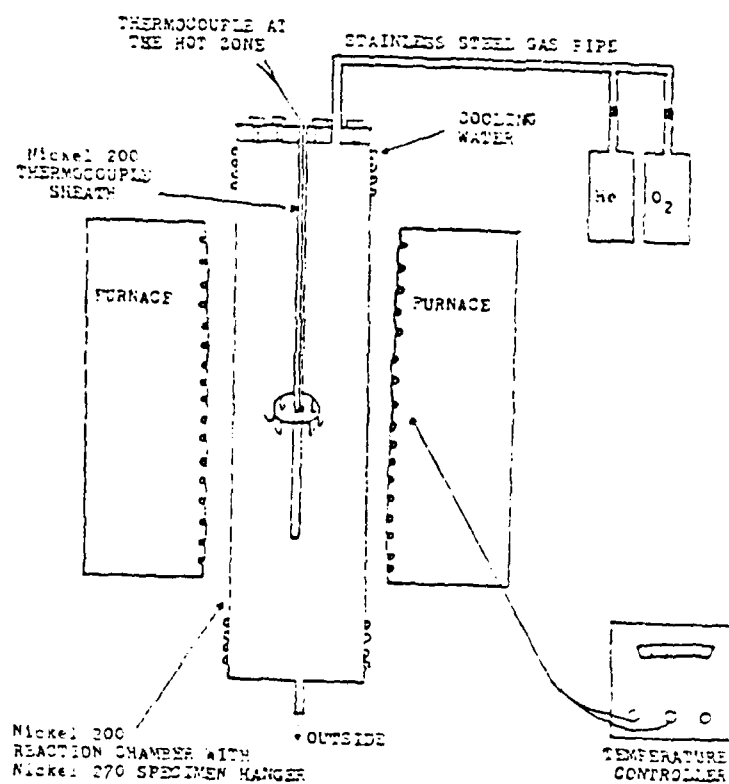 THERMOCOUPLE AT
THE HOT ZONE
STAINLESS STEEL GAS PIPE
COOLING
WATER
Nickel 200
THERMOCOUPLE
SHEATH
He
O2
FURNACE
FURNACE
Nickel 200
REACTION CHAMBER WITH
Nickel 270 SPECIMEN HANGER
OUTSIDE
TEMPERATURE
CONTROLLER